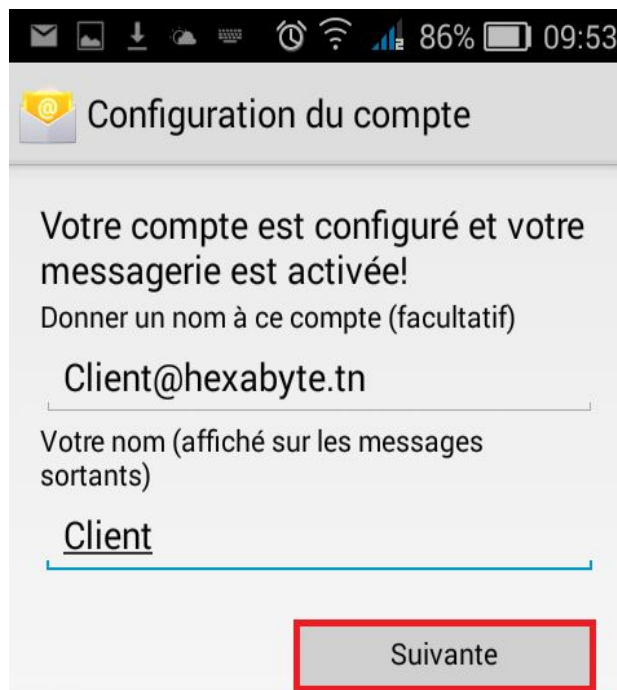 86% 09:53
Configuration du compte
Votre compte est configuré et votre
messagerie est activée!
Donner un nom à ce compte (facultatif)
Client@hexabyte.tn
Votre nom (affiché sur les messages
sortants)
Client
Suivante